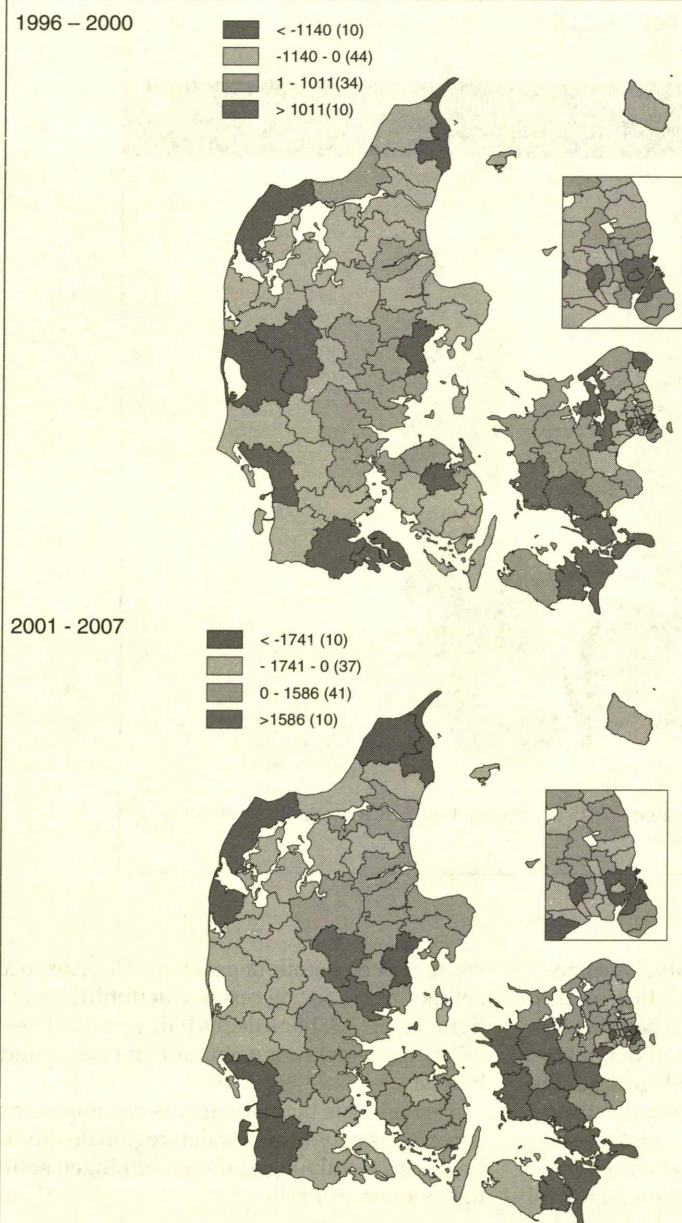 1996 – 2000
< -1140 (10)
-1140 - 0 (44)
1 - 1011(34)
> 1011(10)
2001 - 2007
< -1741 (10)
- 1741 - 0 (37)
0 - 1586 (41)
>1586 (10)